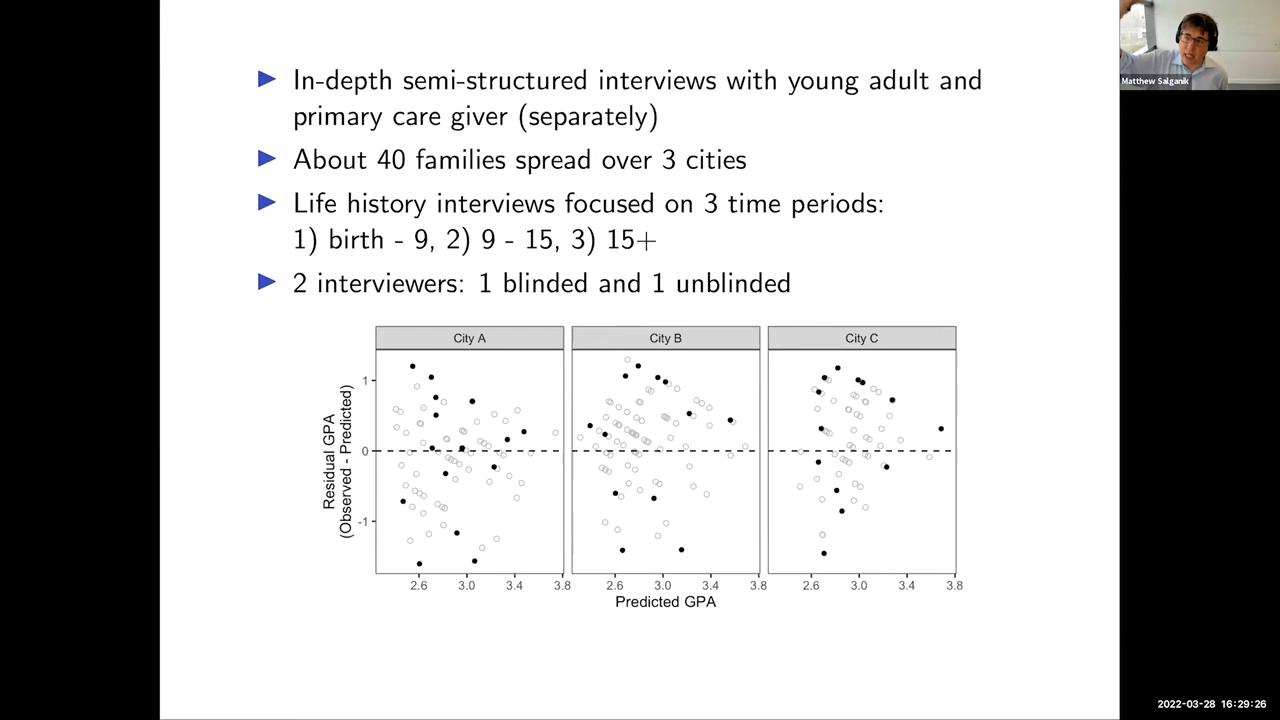 In-depth semi-structured interviews with young adult and
primary care giver (separately)
About 40 families spread over 3 cities
Life history interviews focused on 3 time periods:
1) birth - 9, 2) 9 - 15, 3) 15+
2 interviewers: 1 blinded and 1 unblinded
City A
City B
City C
Residual GPA
(Observed - Predicted)
1
0
-1
2.6 3.0 3.4 3.8
2.6 3.0 3.4 3.8
2.6 3.0 3.4 3.8
Predicted GPA
Matthew Salganik
2022-03-28 16:29:26